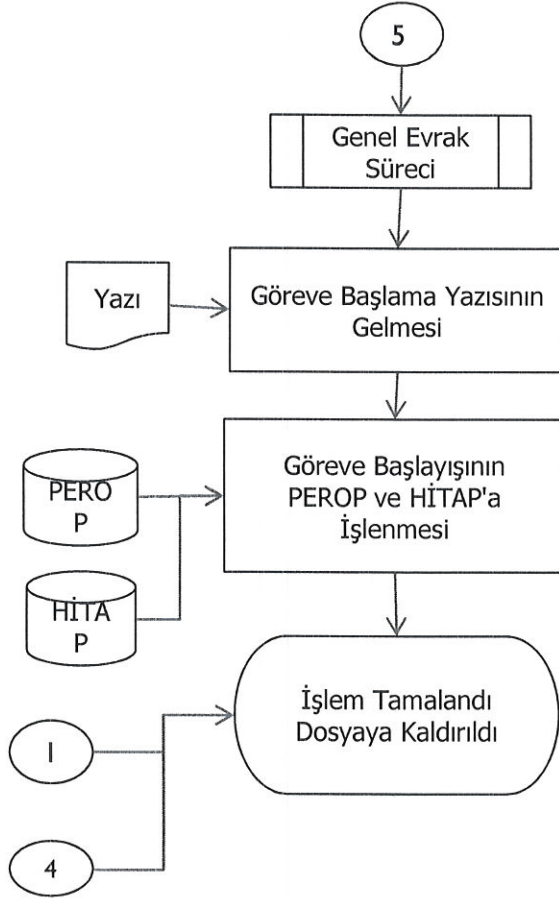 5
Genel Evrak
Süreci
Yazı
Göreve Başlama Yazısının
Gelmesi
PERO
P
Göreve Başlayışının
PEROP ve HİTAP'a
İşlenmesi
HİTA
P
İşlem Tamalandı
Dosyaya Kaldırıldı
I
4